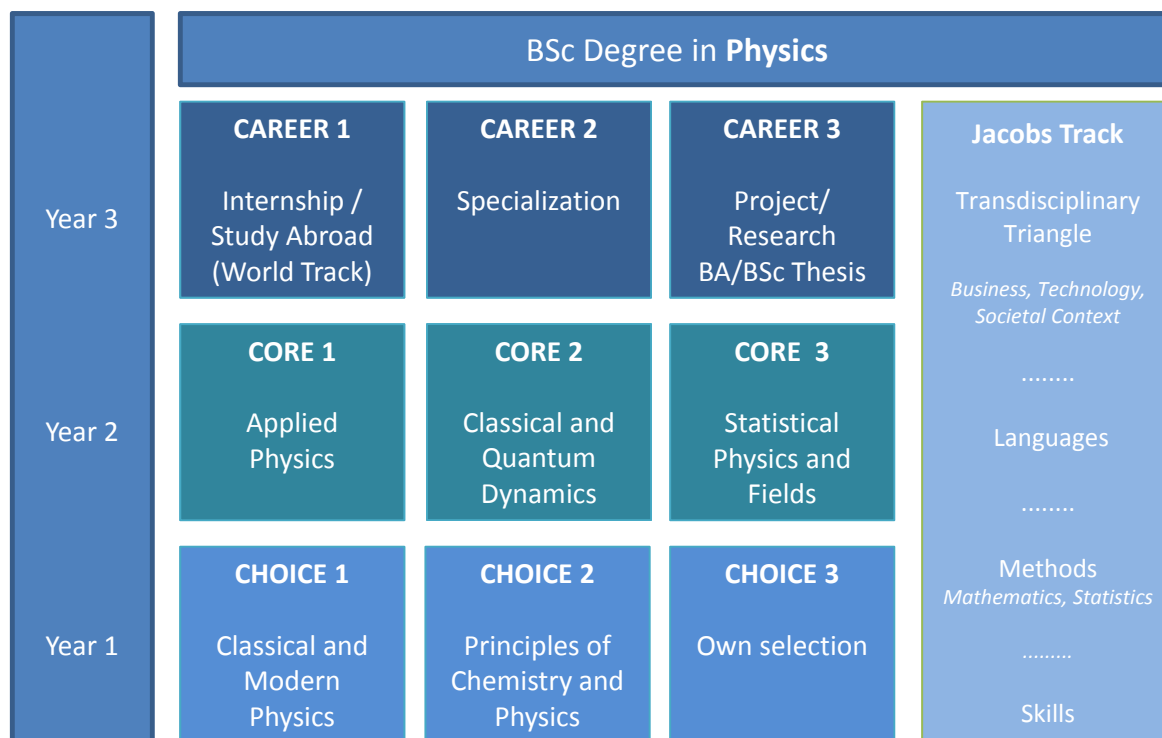 BSc Degree in Physics
Year 3
CAREER 1
Internship /
Study Abroad
(World Track)
CAREER 2
Specialization
CAREER 3
Project/
Research
BA/BSc Thesis
Year 2
CORE 1
Applied
Physics
CORE 2
Classical and
Quantum
Dynamics
CORE 3
Statistical
Physics and
Fields
Year 1
CHOICE 1
Classical and
Modern
Physics
CHOICE 2
Principles of
Chemistry and
Physics
CHOICE 3
Own selection
Jacobs Track
Transdisciplinary
Triangle
Business, Technology,
Societal Context
........
Languages
........
Methods
Mathematics, Statistics
.........
Skills